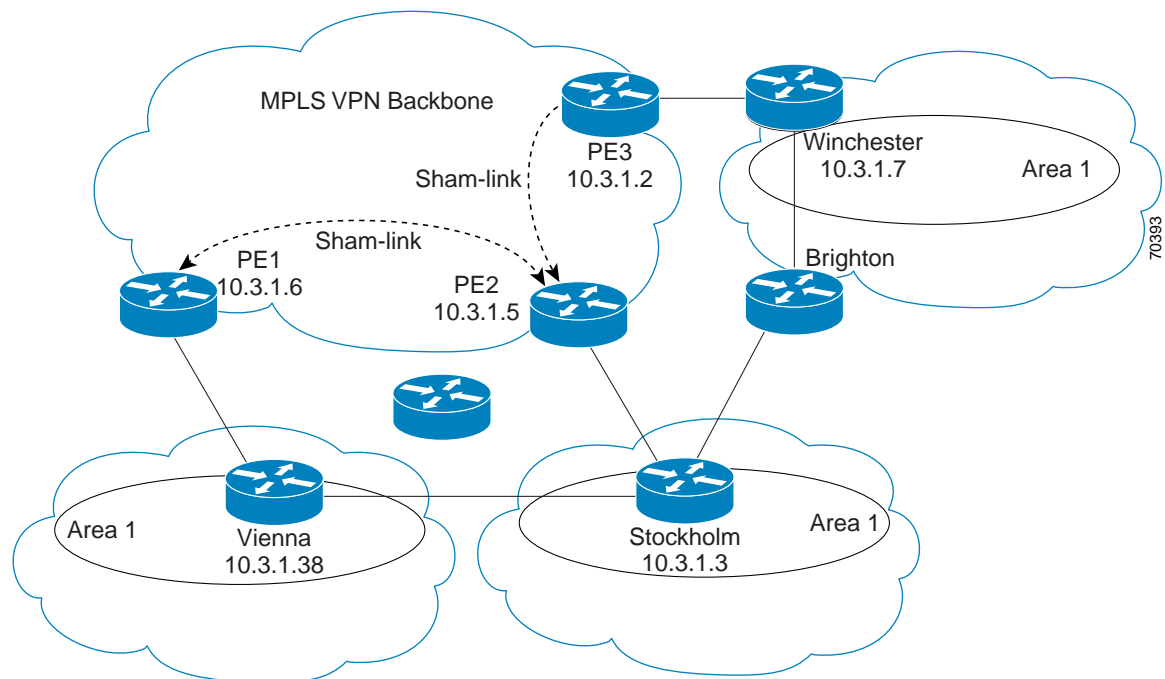 MPLS VPN Backbone
PE3
10.3.1.2
Sham-link
Winchester
10.3.1.7
Area 1
Sham-link
PE1
10.3.1.6
PE2
10.3.1.5
Brighton
70393
Area 1
Vienna
10.3.1.38
Stockholm
10.3.1.3
Area 1